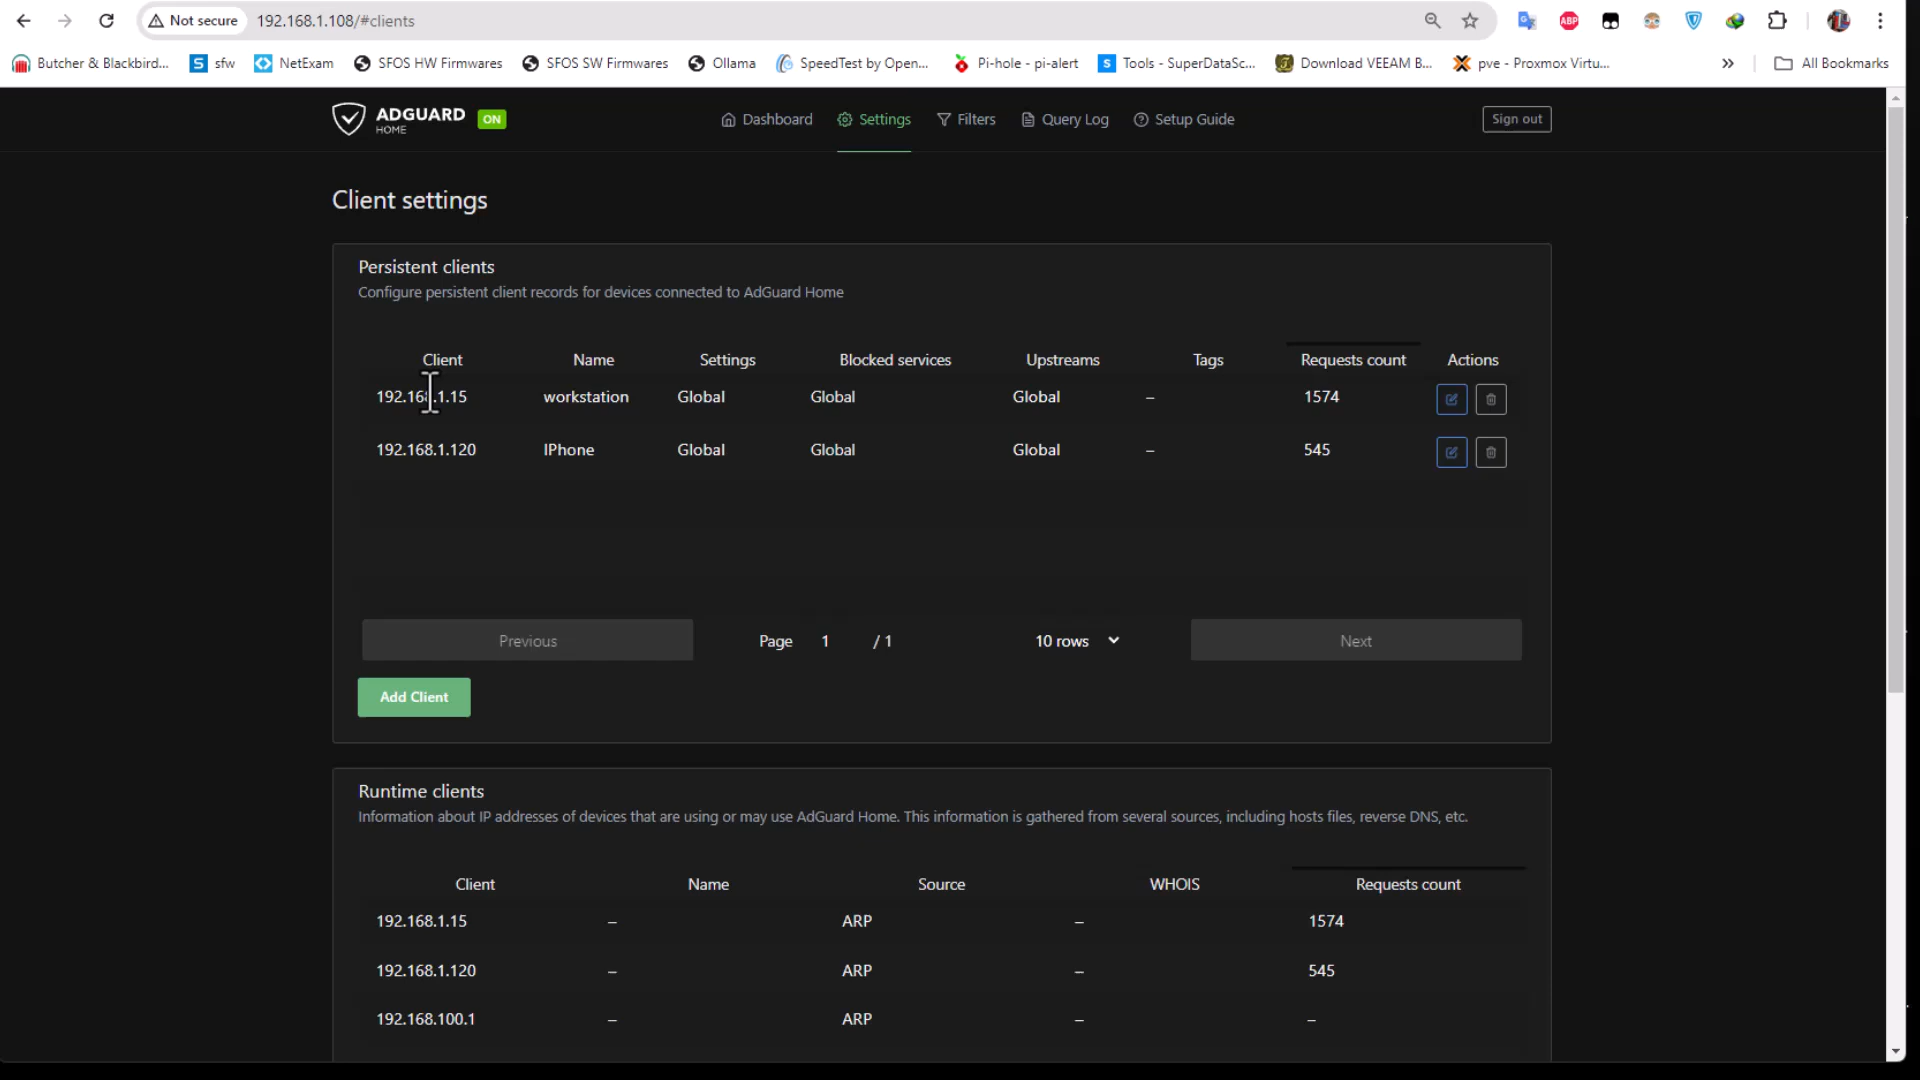 Not secure 192.168.1.108/#clients
Butcher & Blackbird... sfw NetExam SFOS HW Firmwares SFOS SW Firmwares Ollama SpeedTest by Open... Pi-hole - pi-alert Tools - SuperDataSc... Download VEEAM B... pve - Proxmox Virtu... » All Bookmarks
ADGUARD HOME ON Dashboard Settings Filters Query Log Setup Guide Sign out
Client settings
Persistent clients
Configure persistent client records for devices connected to AdGuard Home
Client Name Settings Blocked services Upstreams Tags Requests count Actions
192.168.1.15 workstation Global Global Global – 1574
192.168.1.120 IPhone Global Global Global – 545
Previous Page 1 / 1 10 rows Next
Add Client
Runtime clients
Information about IP addresses of devices that are using or may use AdGuard Home. This information is gathered from several sources, including hosts files, reverse DNS, etc.
Client Name Source WHOIS Requests count
192.168.1.15 – ARP – 1574
192.168.1.120 – ARP – 545
192.168.100.1 – ARP – –